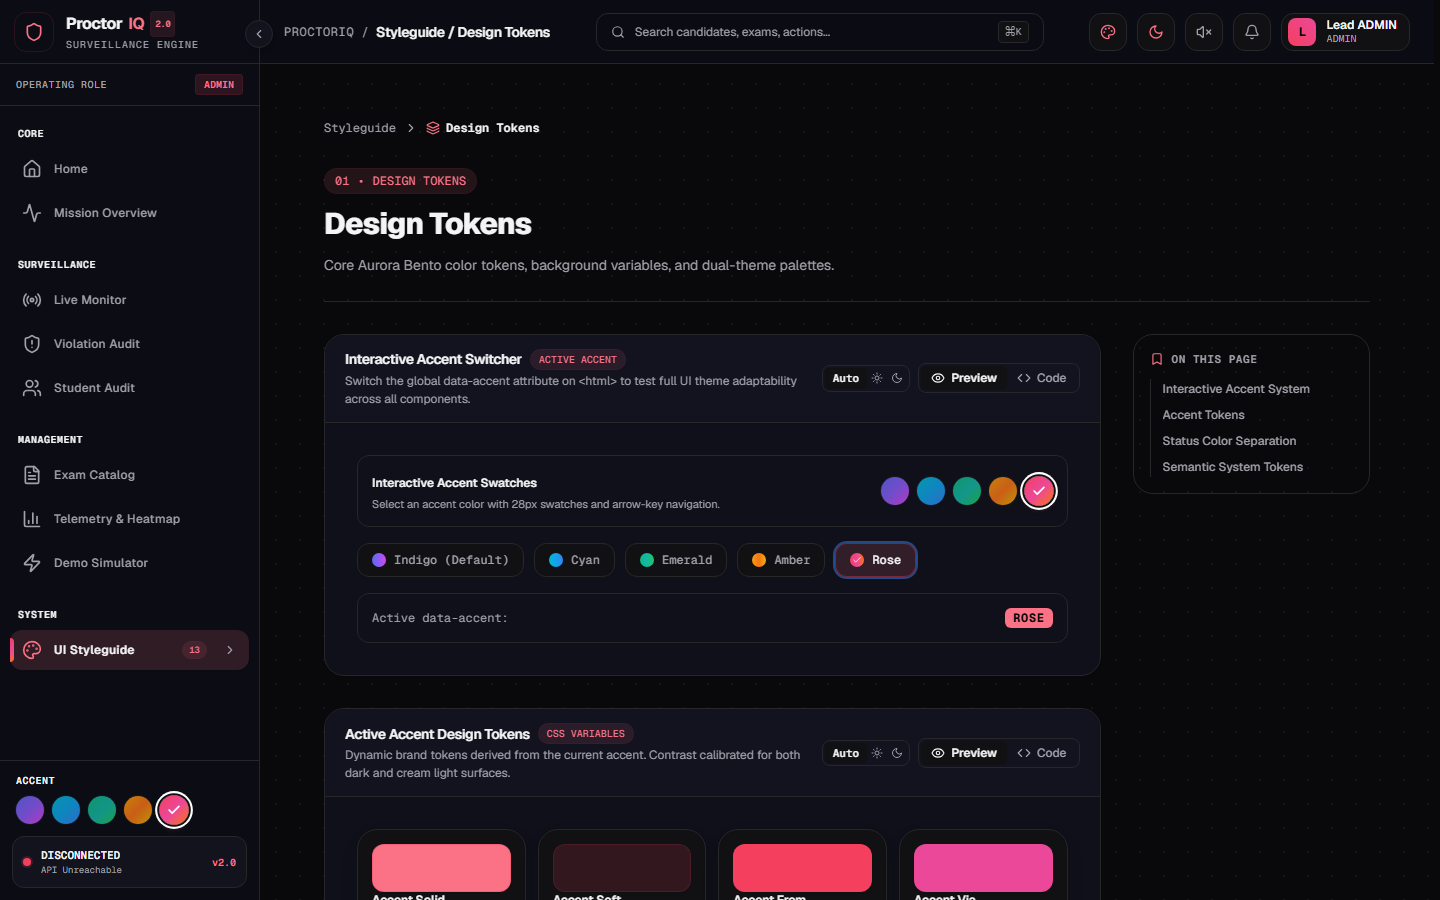 Proctor IQ 2.0
SURVEILLANCE ENGINE
PROCTORIQ / Styleguide / Design Tokens
Search candidates, exams, actions...
⌘K
L
Lead ADMIN
ADMIN
OPERATING ROLE
ADMIN
CORE
Home
Mission Overview
SURVEILLANCE
Live Monitor
Violation Audit
Student Audit
MANAGEMENT
Exam Catalog
Telemetry & Heatmap
Demo Simulator
SYSTEM
UI Styleguide
13
ACCENT
DISCONNECTED
API Unreachable
v2.0
Styleguide > Design Tokens
01 • DESIGN TOKENS
Design Tokens
Core Aurora Bento color tokens, background variables, and dual-theme palettes.
Interactive Accent Switcher
ACTIVE ACCENT
Switch the global data-accent attribute on <html> to test full UI theme adaptability
across all components.
Auto
Preview
Code
Interactive Accent Swatches
Select an accent color with 28px swatches and arrow-key navigation.
Indigo (Default)
Cyan
Emerald
Amber
Rose
Active data-accent:
ROSE
Active Accent Design Tokens
CSS VARIABLES
Dynamic brand tokens derived from the current accent. Contrast calibrated for both
dark and cream light surfaces.
Auto
Preview
Code
Accent Solid
Accent Soft
Accent From
Accent Via
ON THIS PAGE
Interactive Accent System
Accent Tokens
Status Color Separation
Semantic System Tokens